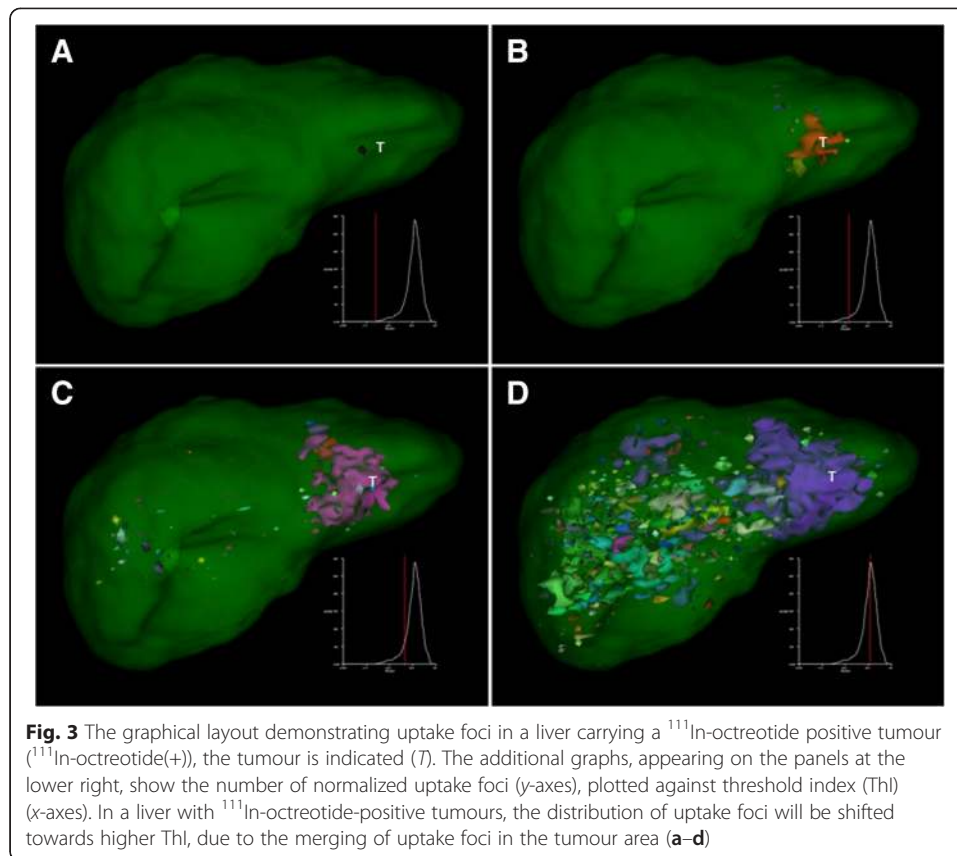 A
T
B
T
C
T
D
T
Fig. 3 The graphical layout demonstrating uptake foci in a liver carrying a ¹¹¹In-octreotide positive tumour
(¹¹¹In-octreotide(+)), the tumour is indicated (T). The additional graphs, appearing on the panels at the
lower right, show the number of normalized uptake foci (y-axes), plotted against threshold index (ThI)
(x-axes). In a liver with ¹¹¹In-octreotide-positive tumours, the distribution of uptake foci will be shifted
towards higher ThI, due to the merging of uptake foci in the tumour area (a–d)